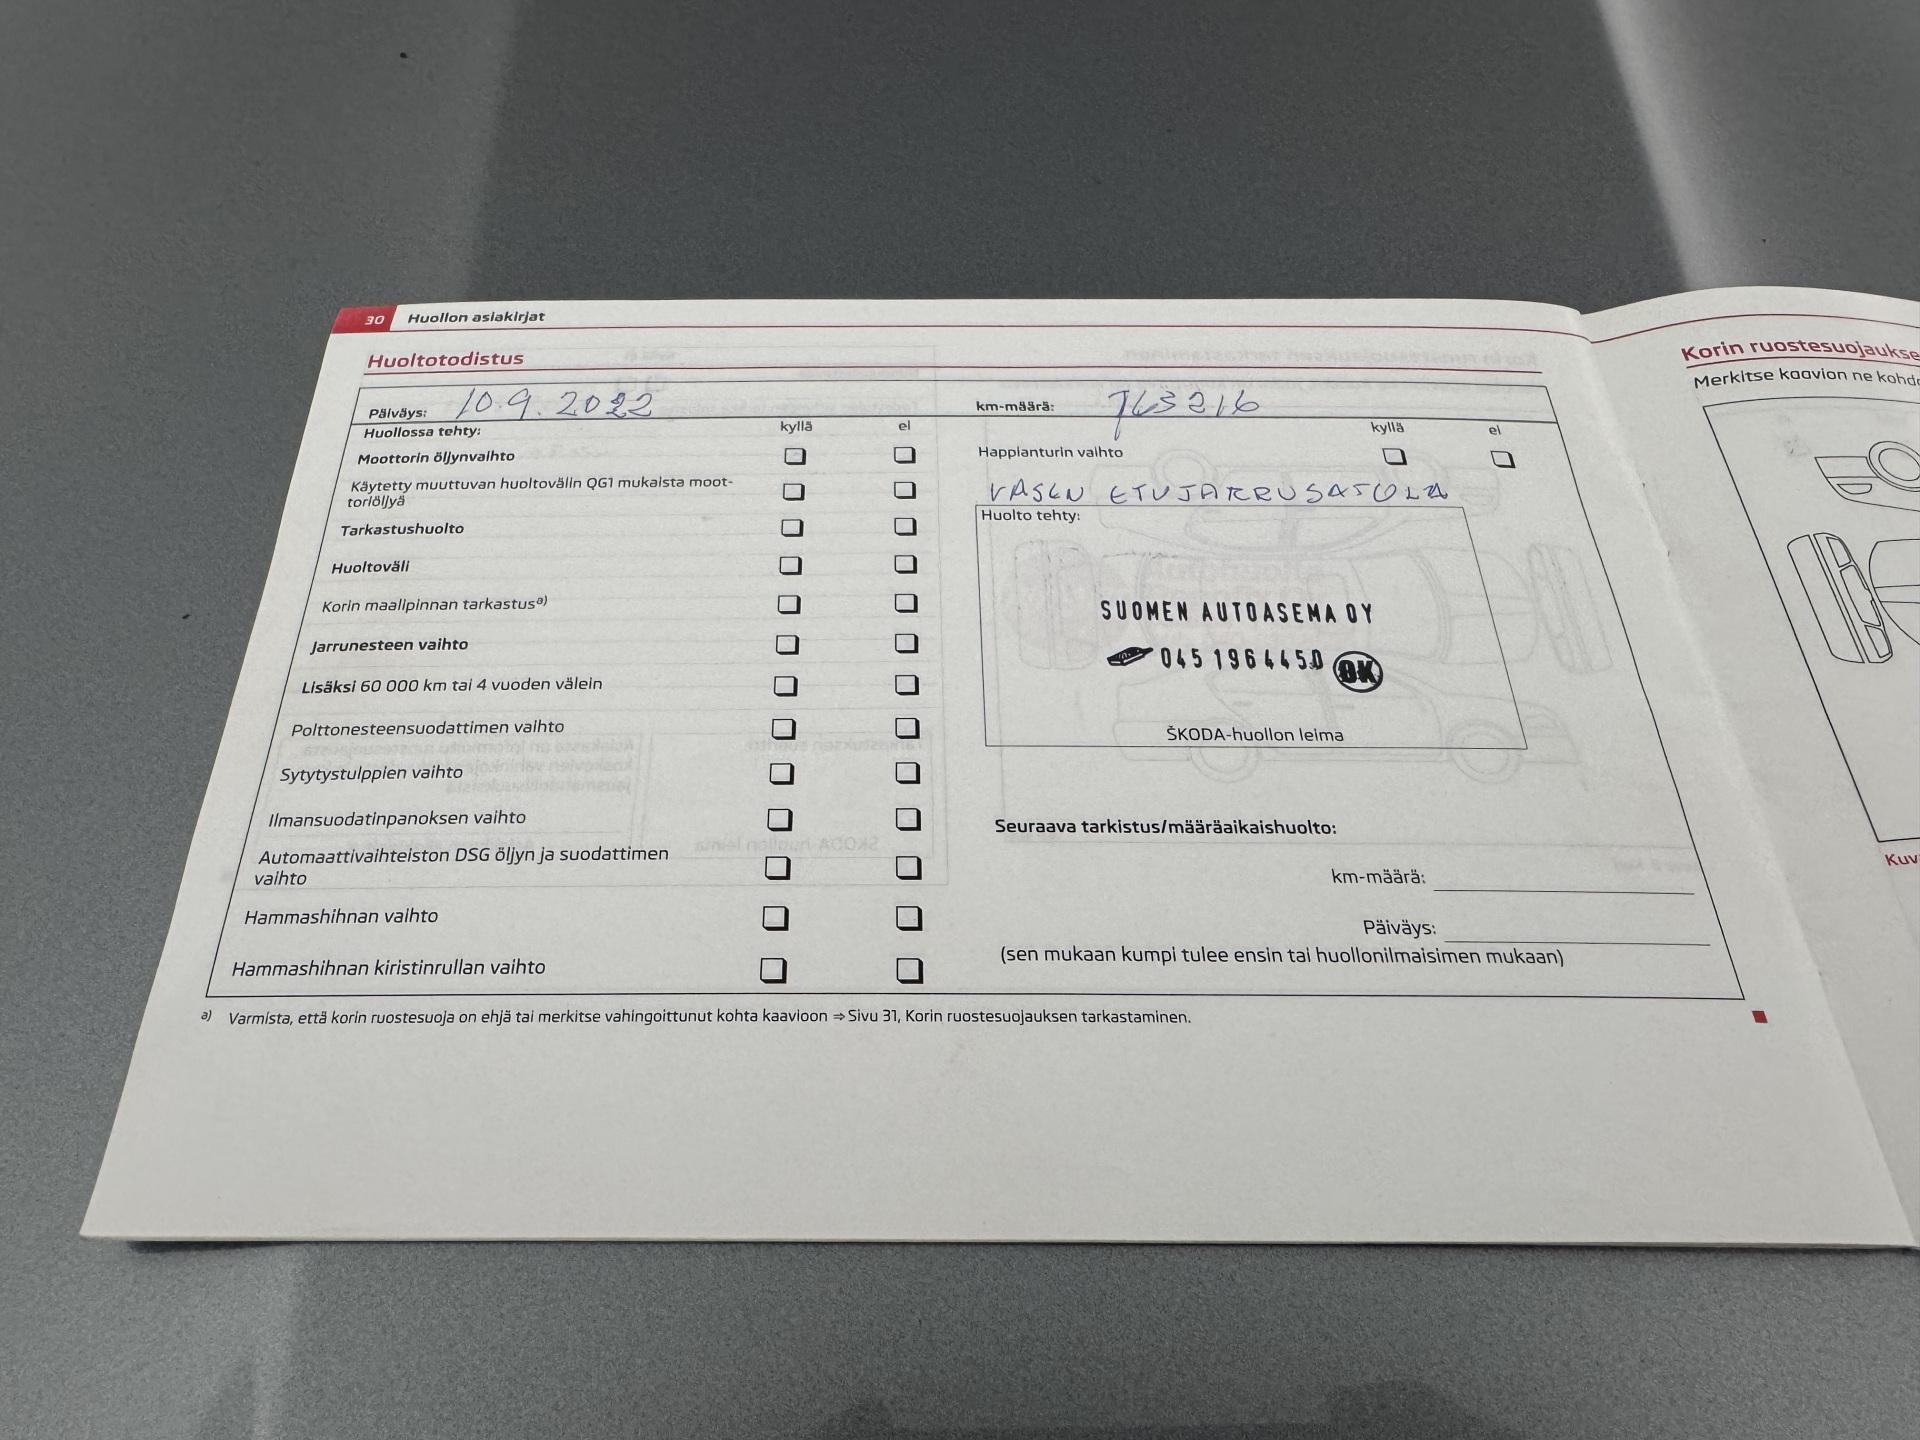 30 Huollon asiakirjat
Huoltotodistus
Päiväys: 10.9.2022 km-määrä: 163216
Huollossa tehty: kyllä ei kyllä ei
Moottorin öljynvaihto
Happianturin vaihto
Käytetty muuttuvan huoltovälin QG1 mukaista moot-
toriöljyä
VASEN ETUJARRUSATULA
Tarkastushuolto
Huoltoväli
Korin maalipinnan tarkastus a)
Jarrunesteen vaihto
Lisäksi 60 000 km tai 4 vuoden välein
Polttonesteensuodattimen vaihto
Sytytystulppien vaihto
Ilmansuodatinpanoksen vaihto
Automaattivaihteiston DSG öljyn ja suodattimen
vaihto
Hammashihnan vaihto
Hammashihnan kiristinrullan vaihto
Huolto tehty:
SUOMEN AUTOASEMA OY
045 1964450 OK
ŠKODA-huollon leima
Seuraava tarkistus/määräaikaishuolto:
km-määrä:
Päiväys:
(sen mukaan kumpi tulee ensin tai huollonilmaisimen mukaan)
a) Varmista, että korin ruostesuoja on ehjä tai merkitse vahingoittunut kohta kaavioon ⇒ Sivu 31, Korin ruostesuojauksen tarkastaminen.
Korin ruostesuojaukse
Merkitse kaavion ne kohd
Kuv